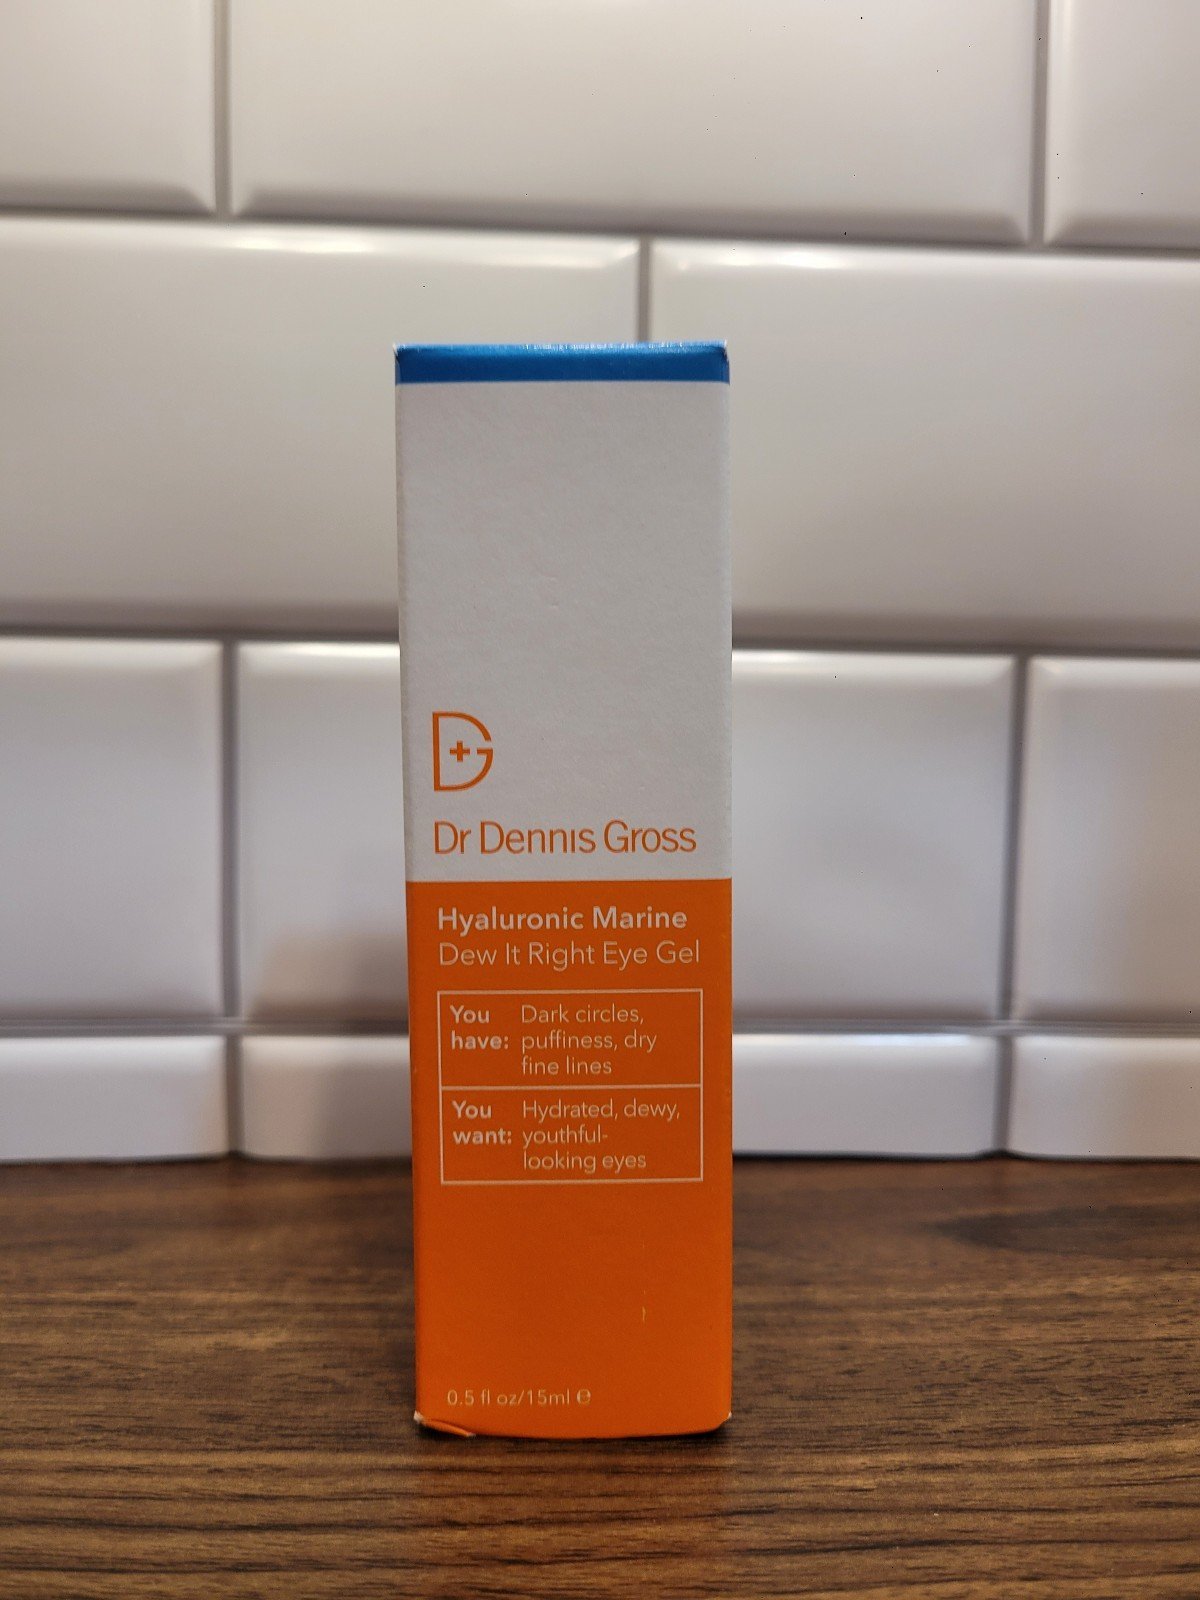 D+G
Dr Dennis Gross
Hyaluronic Marine
Dew It Right Eye Gel
You have: Dark circles, puffiness, dry fine lines
You want: Hydrated, dewy, youthful-looking eyes
0.5 fl oz/15ml ℮